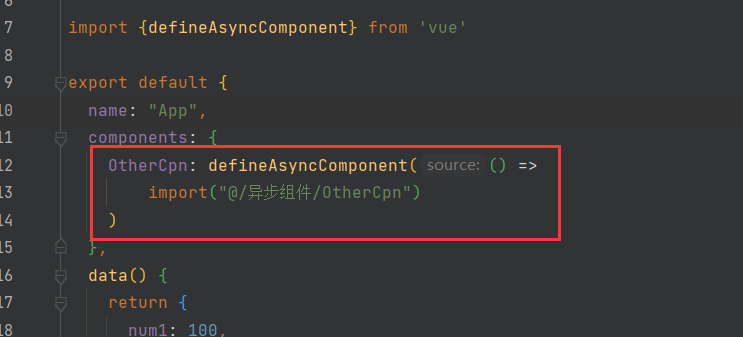 7 import {defineAsyncComponent} from 'vue'
8
9 export default {
10 name: "App",
11 components: {
12 OtherCpn: defineAsyncComponent( source: () =>
13 import("@/异步组件/OtherCpn")
14 )
15 },
16 data() {
17 return {
18 num1: 100,